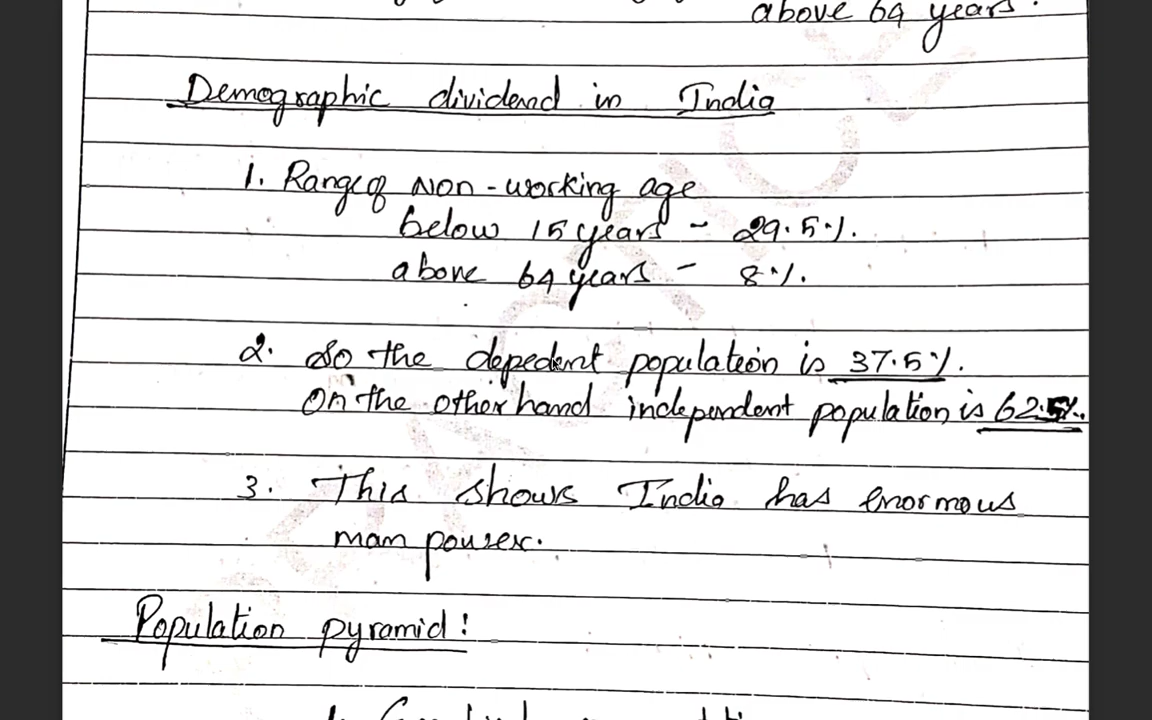 above 64 years.
Demographic dividend in India
1. Range of Non-working age
below 15 years - 29.5%.
above 64 years - 8%.
2. So the depedent population is 37.5%.
On the other hand independent population is 62.5%.
3. This shows India has enormous
man power.
Population pyramid: